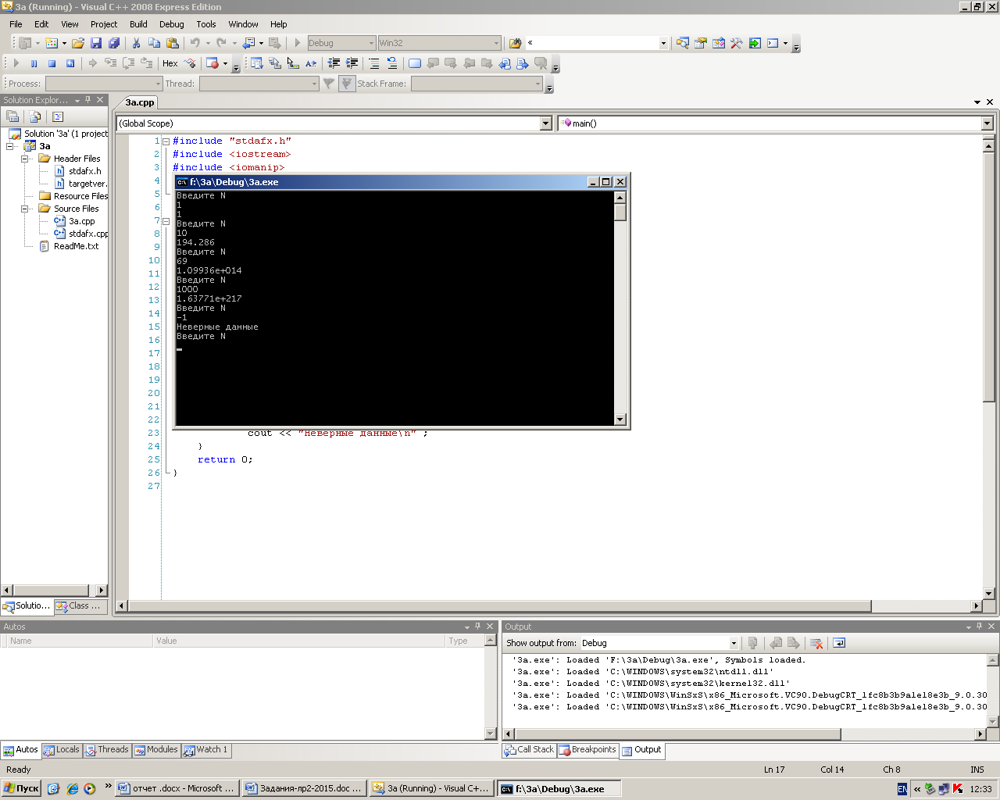 3a (Running) - Visual C++ 2008 Express Edition
File Edit View Project Build Debug Tools Window Help
Debug Win32 «
Hex
Process: Thread: Stack Frame:
Solution Explor...
Solution '3a' (1 project
3a
Header Files
stdafx.h
targetver.
Resource Files
Source Files
3a.cpp
stdafx.cpp
ReadMe.txt
Solutio... Class ...
3a.cpp
(Global Scope) main()
1 #include "stdafx.h"
2 #include <iostream>
3 #include <iomanip>
4
5
6
7
8
9
10
11
12
13
14
15
16
17
18
19
20
21
22
23 cout << "Неверные данные\n" ;
24 }
25 return 0;
26 }
27
f:\3a\Debug\3a.exe
Введите N
1
1
Введите N
10
194.286
Введите N
69
1.09936e+014
Введите N
1000
1.63771e+217
Введите N
-1
Неверные данные
Введите N
Autos
Name Value Type
Autos Locals Threads Modules Watch 1
Output
Show output from: Debug
'3a.exe': Loaded 'F:\3a\Debug\3a.exe', Symbols loaded.
'3a.exe': Loaded 'C:\WINDOWS\system32\ntdll.dll'
'3a.exe': Loaded 'C:\WINDOWS\system32\kernel32.dll'
'3a.exe': Loaded 'C:\WINDOWS\WinSxS\x86_Microsoft.VC90.DebugCRT_1fc8b3b9a1e18e3b_9.0.30
'3a.exe': Loaded 'C:\WINDOWS\WinSxS\x86_Microsoft.VC90.DebugCRT_1fc8b3b9a1e18e3b_9.0.30
Call Stack Breakpoints Output
Ready Ln 17 Col 14 Ch 8 INS
Пуск » отчет .docx - Microsoft ... Задания-пр2-2015.doc ... 3a (Running) - Visual C+... f:\3a\Debug\3a.exe EN « 12:33